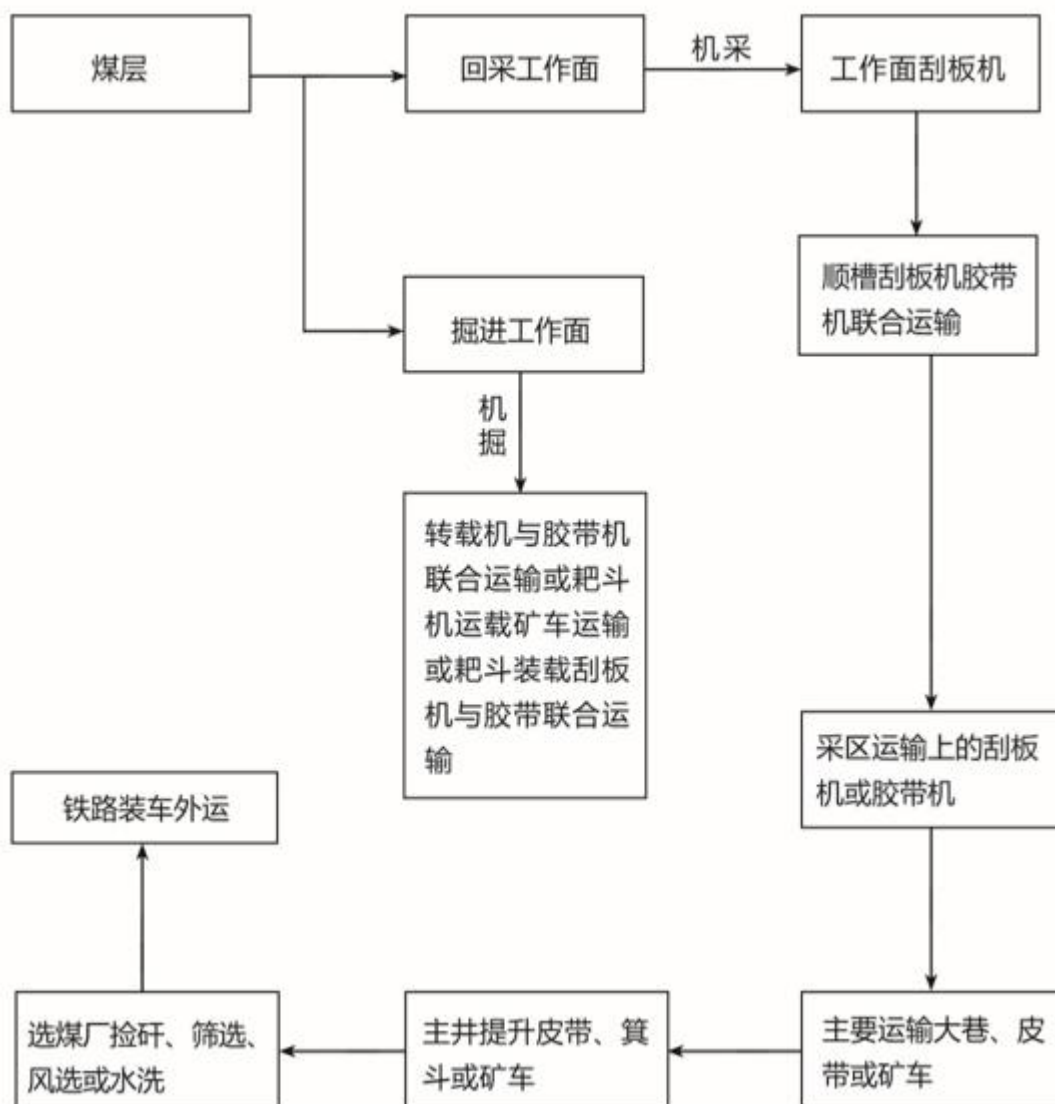 煤层
回采工作面
机采
工作面刮板机
顺槽刮板机胶带
机联合运输
掘进工作面
机
掘
转载机与胶带机
联合运输或耙斗
机运载矿车运输
或耙斗装载刮板
机与胶带联合运
输
采区运输上的刮板
机或胶带机
铁路装车外运
选煤厂捡矸、筛选、
风选或水洗
主井提升皮带、箕
斗或矿车
主要运输大巷、皮
带或矿车